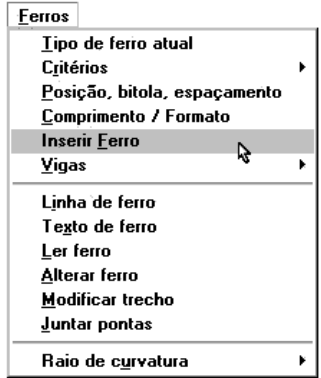 Ferros
Tipo de ferro atual
Critérios
Posição, bitola, espaçamento
Comprimento / Formato
Inserir Ferro
Vigas
Linha de ferro
Texto de ferro
Ler ferro
Alterar ferro
Modificar trecho
Juntar pontas
Raio de curvatura